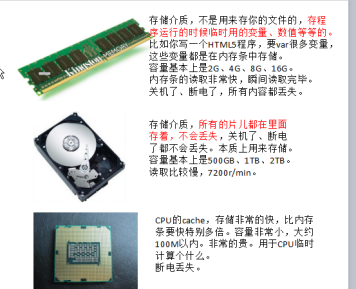 Kingston
存储介质，不是用来存你的文件的，存程
序运行的时候临时用的变量、数值等等的。
比如你写一个HTML5程序，要var很多变量，
这些变量都是在内存条中存储。
容量基本上是2G、4G、8G、16G。
内存条的读取非常快，瞬间读取完毕。
关机了、断电了，所有内容都丢失。
存储介质，所有的片儿都在里面
存着，不会丢失，关机了、断电
了都不会丢失。本质上用来存储。
容量基本上是500GB、1TB、2TB。
读取比较慢，7200r/min。
CPU的cache，存储非常的快，比内存
条要快特别多倍。容量非常小，大约
100M以内。非常的贵。用于CPU临时
计算个什么。
断电丢失。